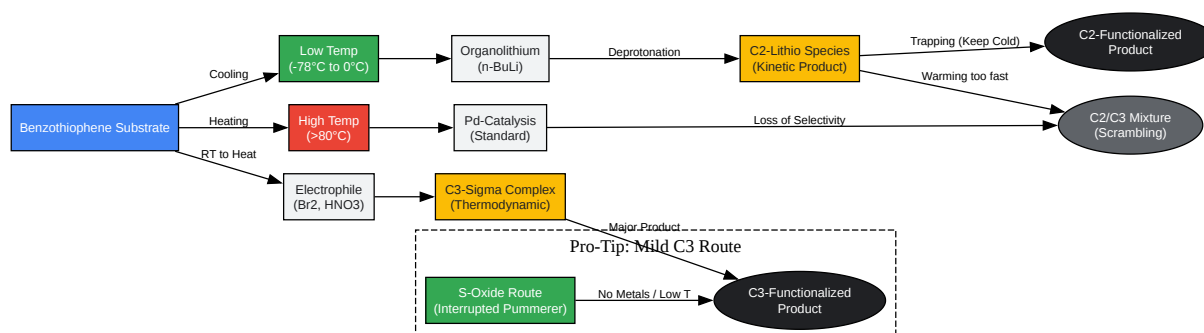 Benzothiophene Substrate
Cooling
Low Temp
(-78°C to 0°C)
Organolithium
(n-BuLi)
Deprotonation
C2-Lithio Species
(Kinetic Product)
Trapping (Keep Cold)
C2-Functionalized
Product
Warming too fast
Heating
High Temp
(>80°C)
Pd-Catalysis
(Standard)
Loss of Selectivity
C2/C3 Mixture
(Scrambling)
RT to Heat
Electrophile
(Br2, HNO3)
C3-Sigma Complex
(Thermodynamic)
Major Product
Pro-Tip: Mild C3 Route
S-Oxide Route
(Interrupted Pummerer)
No Metals / Low T
C3-Functionalized
Product